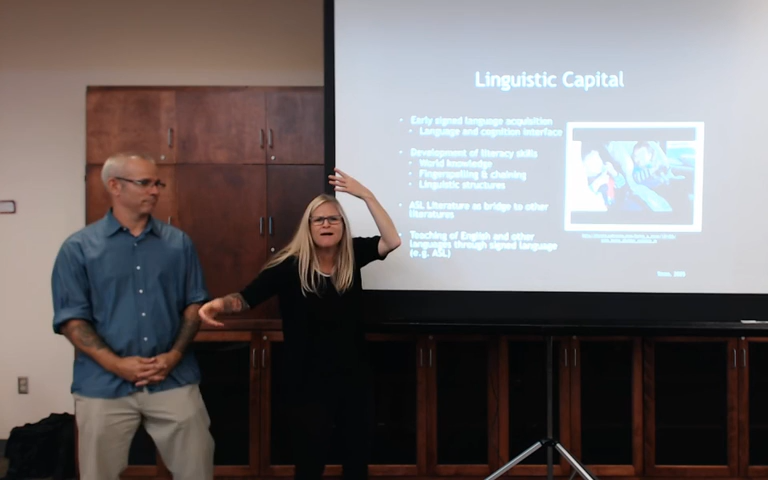 Linguistic Capital
• Early signed language acquisition
• Language and cognition interface
• Development of literacy skills
World knowledge
Fingerspelling & chaining
Linguistic structures
• ASL Literature as bridge to other
literatures
• Teaching of English and other
languages through signed language
(e.g. ASL)